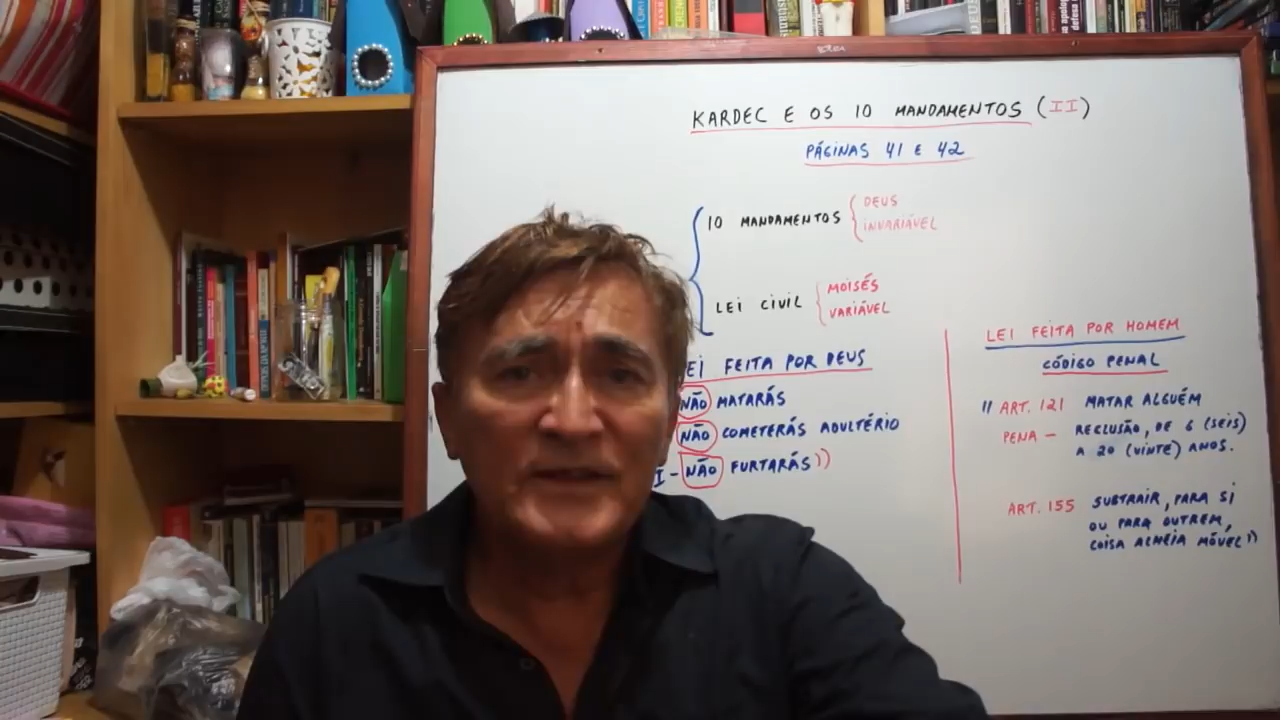 KARDEC E OS 10 MANDAMENTOS (II)
PÁGINAS 41 E 42
10 MANDAMENTOS
DEUS
INVARIÁVEL
LEI CIVIL
MOISÉS
VARIÁVEL
EI FEITA POR DEUS
NÃO MATARÁS
NÃO COMETERÁS ADULTÉRIO
I - NÃO FURTARÁS"
LEI FEITA POR HOMEM
CÓDIGO PENAL
" ART. 121 MATAR ALGUÉM
PENA - RECLUSÃO, DE 6 (SEIS)
A 20 (VINTE) ANOS.
ART. 155 SUBTRAIR, PARA SI
OU PARA OUTREM,
COISA ALHEIA MÓVEL"